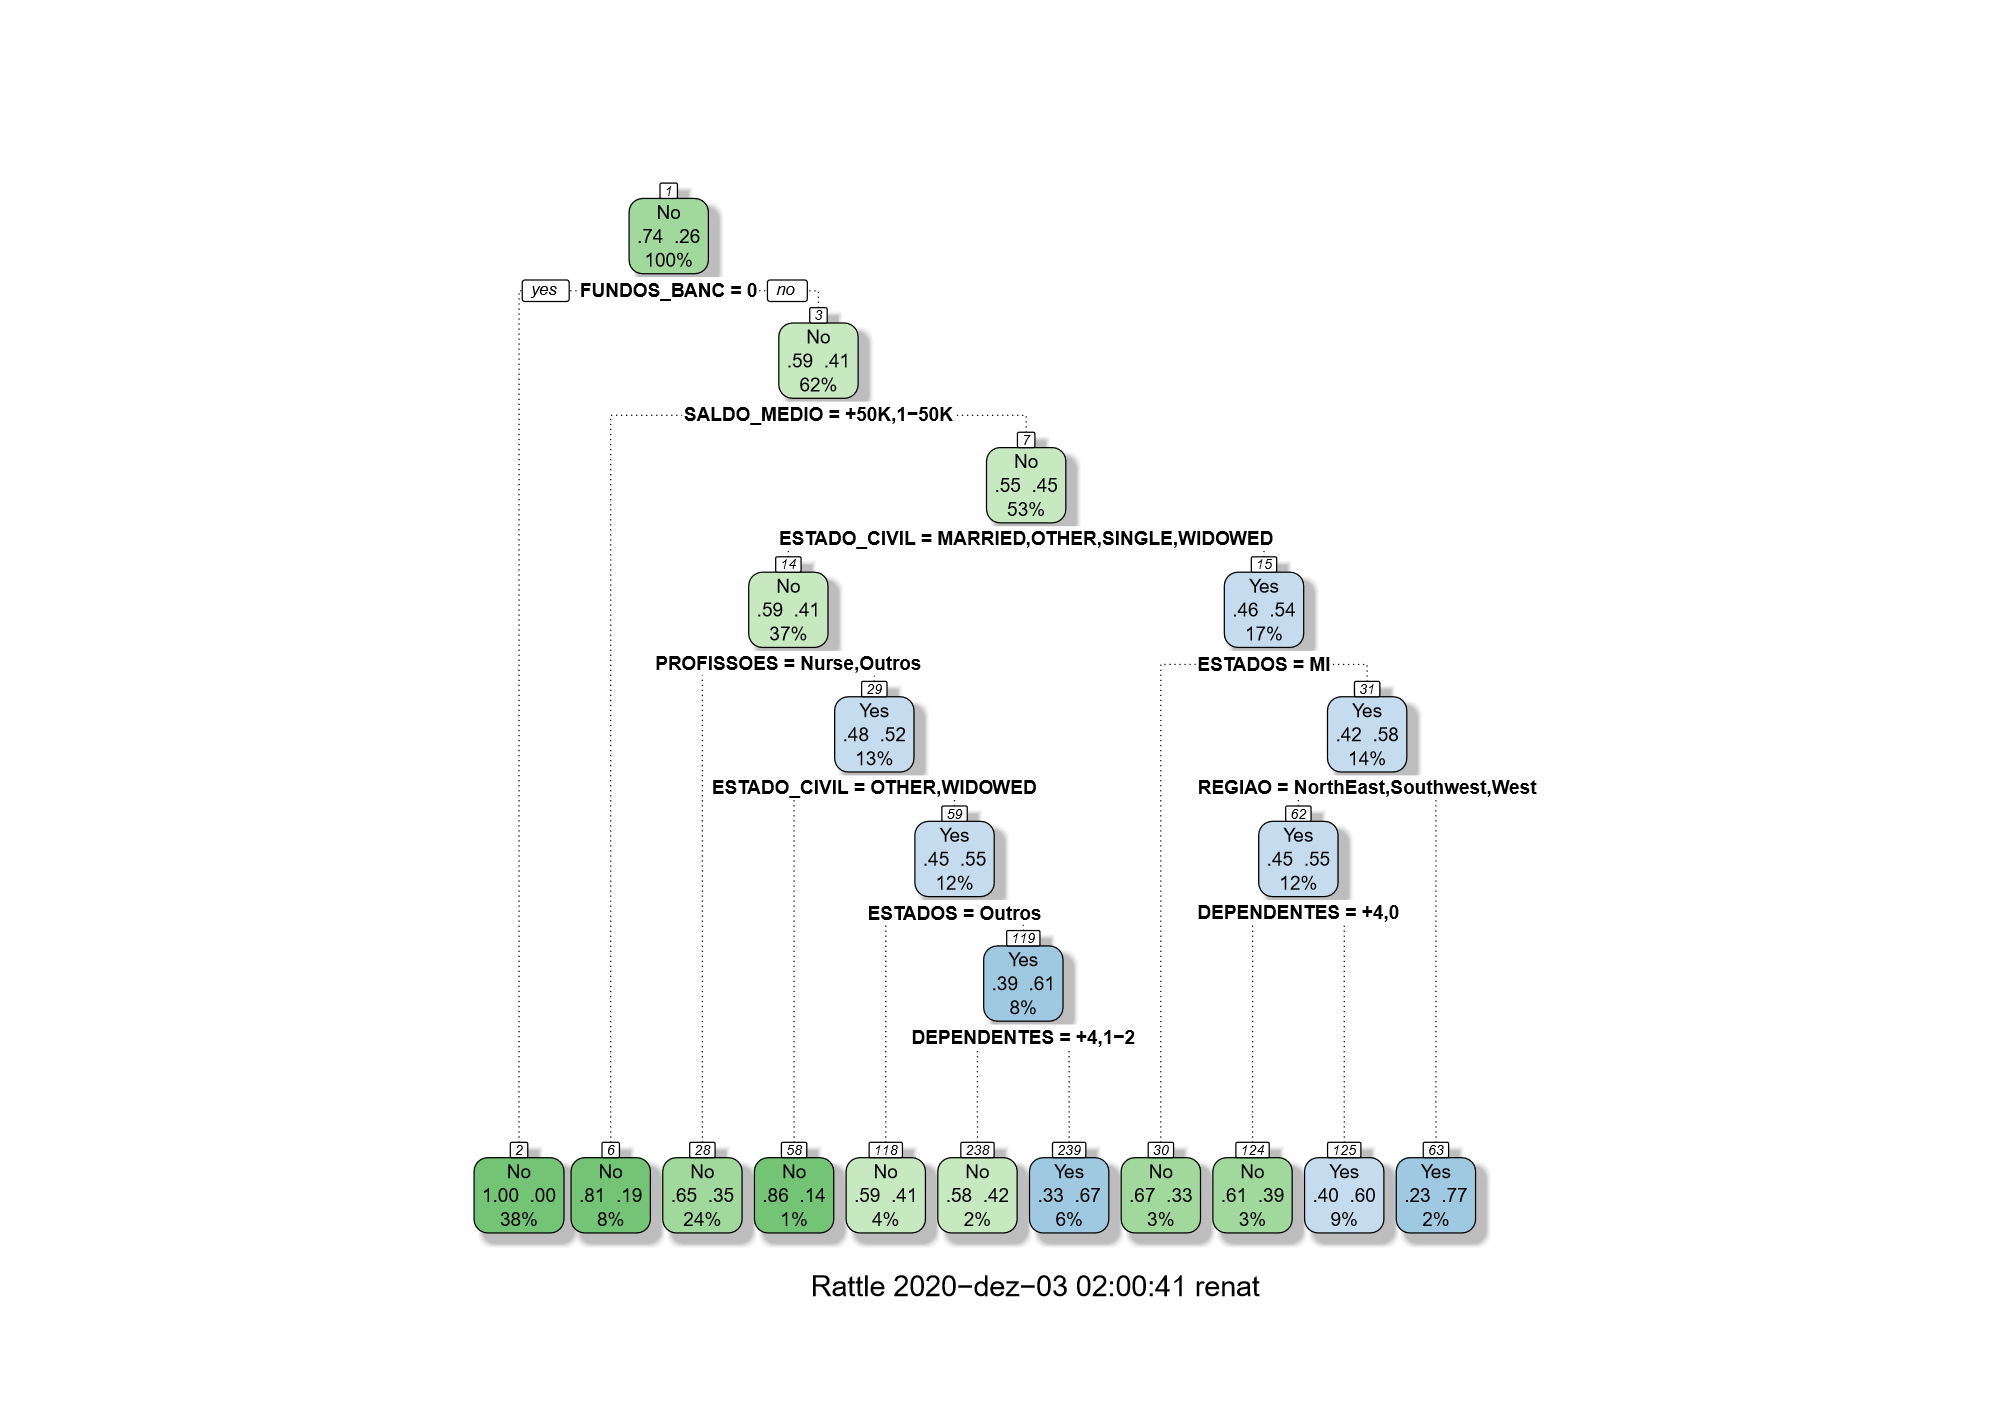 1
No
.74 .26
100%
yes FUNDOS_BANC = 0 no
3
No
.59 .41
62%
SALDO_MEDIO = +50K,1−50K
7
No
.55 .45
53%
ESTADO_CIVIL = MARRIED,OTHER,SINGLE,WIDOWED
14 15
No Yes
.59 .41 .46 .54
37% 17%
PROFISSOES = Nurse,Outros ESTADOS = MI
29 31
Yes Yes
.48 .52 .42 .58
13% 14%
ESTADO_CIVIL = OTHER,WIDOWED REGIAO = NorthEast,Southwest,West
59 62
Yes Yes
.45 .55 .45 .55
12% 12%
ESTADOS = Outros DEPENDENTES = +4,0
119
Yes
.39 .61
8%
DEPENDENTES = +4,1−2
2 6 28 58 118 238 239 30 124 125 63
No No No No No No Yes No No Yes Yes
1.00 .00 .81 .19 .65 .35 .86 .14 .59 .41 .58 .42 .33 .67 .67 .33 .61 .39 .40 .60 .23 .77
38% 8% 24% 1% 4% 2% 6% 3% 3% 9% 2%
Rattle 2020−dez−03 02:00:41 renat